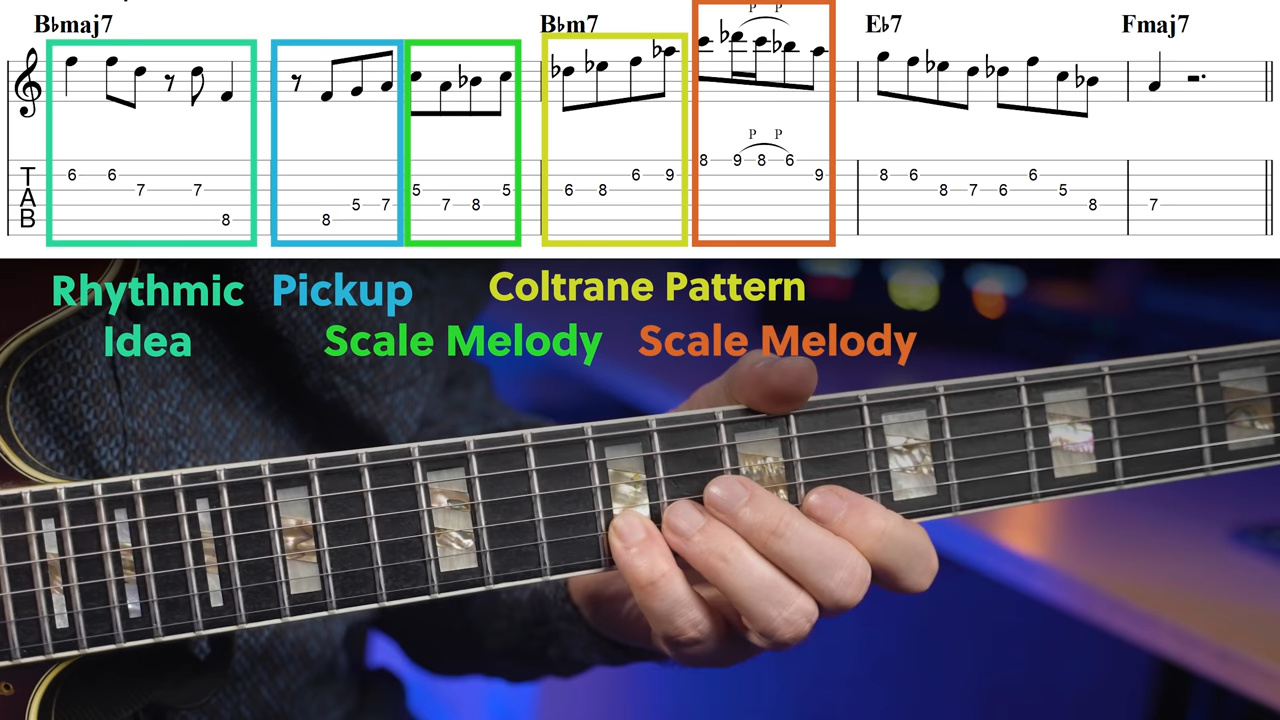 B♭maj7 B♭m7 E♭7 Fmaj7
P P
P P
T
A
B
6 6 7 7 8 8 5 7 5 7 8 5 6 8 6 9 8 9 8 6 9 8 6 8 7 6 6 5 8 7
Rhythmic Idea
Pickup
Scale Melody
Coltrane Pattern
Scale Melody